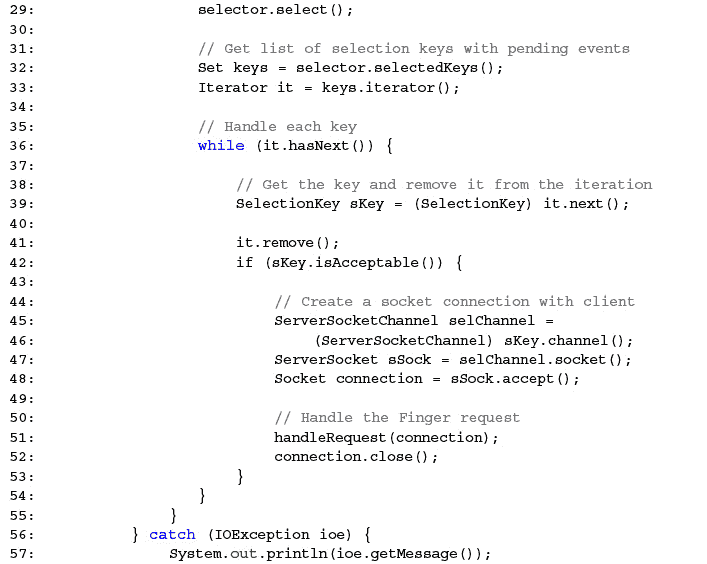 29:                 selector.select();
30:
31:                 // Get list of selection keys with pending events
32:                 Set keys = selector.selectedKeys();
33:                 Iterator it = keys.iterator();
34:
35:                 // Handle each key
36:                 while (it.hasNext()) {
37:
38:                     // Get the key and remove it from the iteration
39:                     SelectionKey sKey = (SelectionKey) it.next();
40:
41:                     it.remove();
42:                     if (sKey.isAcceptable()) {
43:
44:                         // Create a socket connection with client
45:                         ServerSocketChannel selChannel =
46:                             (ServerSocketChannel) sKey.channel();
47:                         ServerSocket sSock = selChannel.socket();
48:                         Socket connection = sSock.accept();
49:
50:                         // Handle the Finger request
51:                         handleRequest(connection);
52:                         connection.close();
53:                     }
54:                 }
55:             }
56:         } catch (IOException ioe) {
57:             System.out.println(ioe.getMessage());